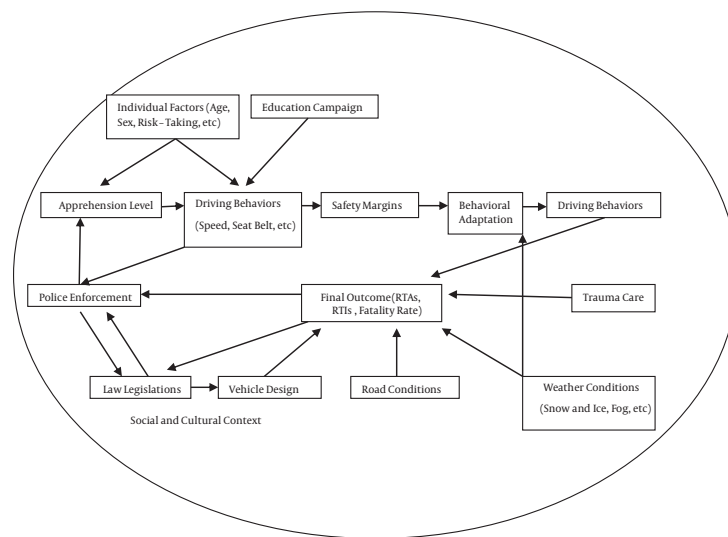 Individual Factors (Age,
Sex, Risk-Taking, etc)
Education Campaign
Apprehension Level
Driving Behaviors
(Speed, Seat Belt, etc)
Safety Margins
Behavioral
Adaptation
Driving Behaviors
Police Enforcement
Final Outcome(RTAs,
RTIs , Fatality Rate)
Trauma Care
Law Legislations
Vehicle Design
Road Conditions
Weather Conditions
(Snow and Ice, Fog, etc)
Social and Cultural Context